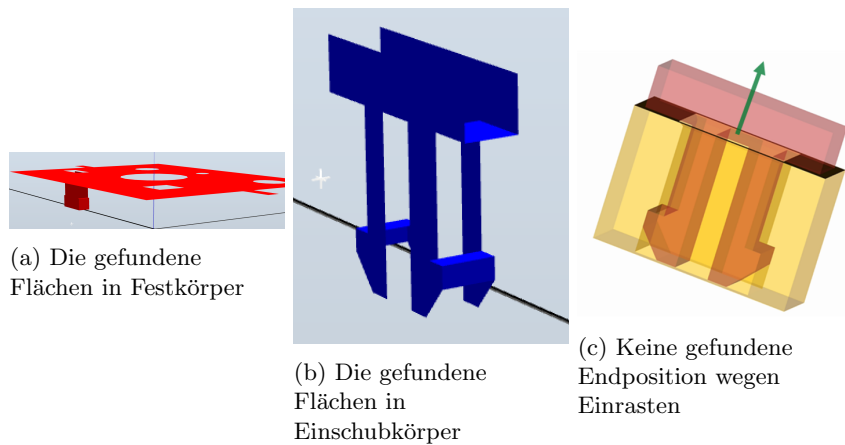 (a) Die gefundene
Flächen in Festkörper
(b) Die gefundene
Flächen in
Einschubkörper
(c) Keine gefundene
Endposition wegen
Einrasten